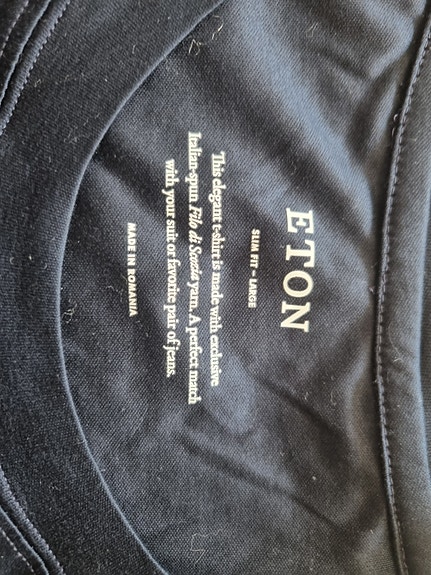 ETON
SLIM FIT – LARGE
This elegant t-shirt is made with exclusive
Italian-spun Filo di Scozia yarn. A perfect match
with your suit or favorite pair of jeans.
MADE IN ROMANIA